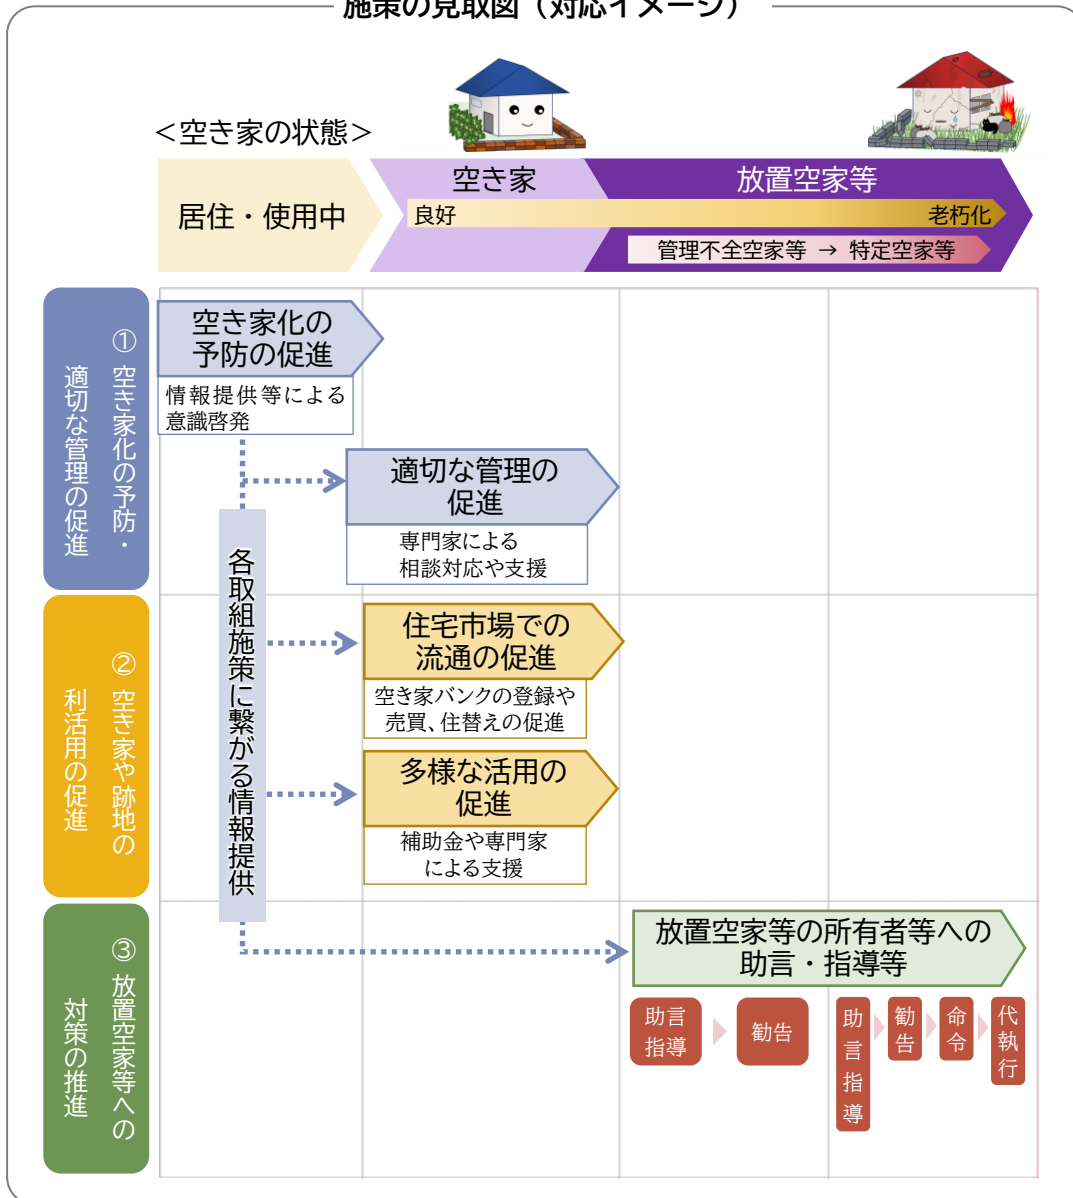 施策の見取図（対応イメージ）
＜空き家の状態＞
居住・使用中
空き家
放置空家等
良好
老朽化
管理不全空家等 → 特定空家等
① 空き家化の予防・
適切な管理の促進
空き家化の
予防の促進
情報提供等による
意識啓発
適切な管理の
促進
専門家による
相談対応や支援
各取組施策に繋がる情報提供
② 空き家や跡地の
利活用の促進
住宅市場での
流通の促進
空き家バンクの登録や
売買、住替えの促進
多様な活用の
促進
補助金や専門家
による支援
③ 放置空家等への
対策の推進
放置空家等の所有者等への
助言・指導等
助言
指導
勧告
助言指導
勧告
命令
代執行